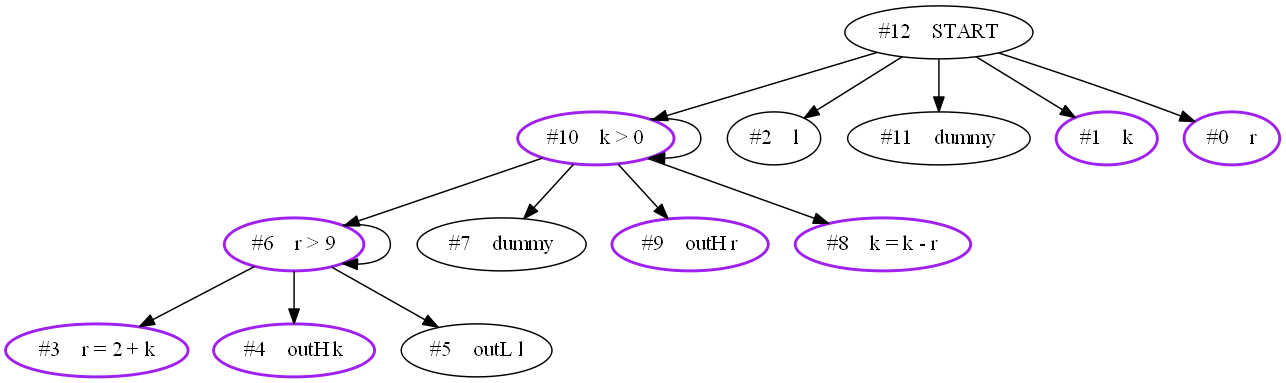 #12 START
#10 k > 0
#2 l
#11 dummy
#1 k
#0 r
#6 r > 9
#7 dummy
#9 outH r
#8 k = k - r
#3 r = 2 + k
#4 outH k
#5 outL l